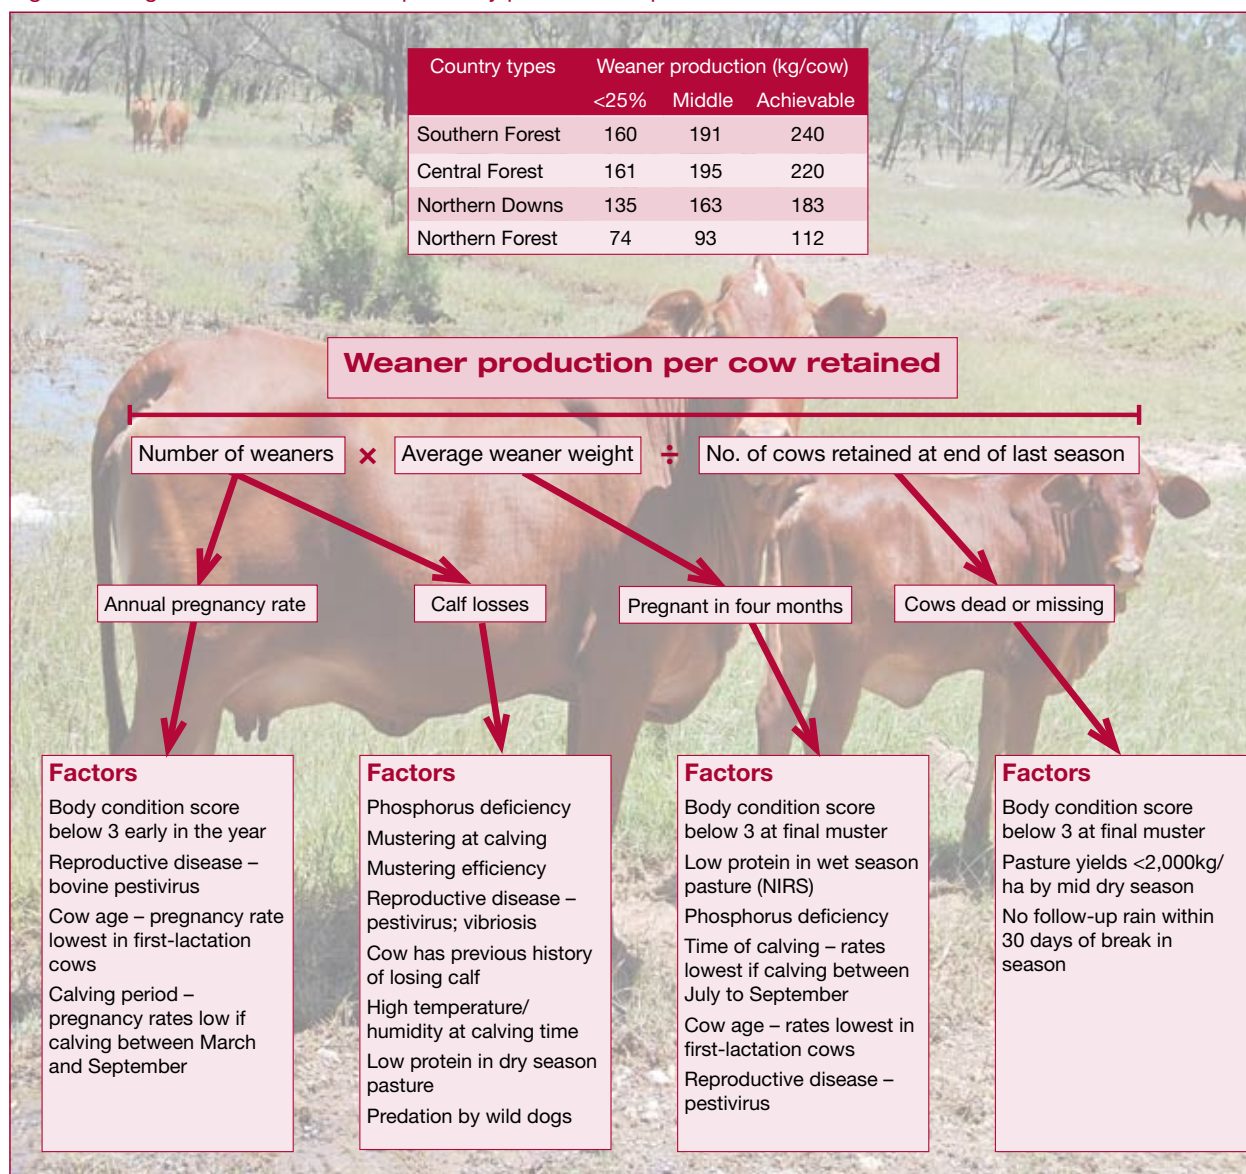 Country types Weaner production (kg/cow)
<25% Middle Achievable
Southern Forest 160 191 240
Central Forest 161 195 220
Northern Downs 135 163 183
Northern Forest 74 93 112
Weaner production per cow retained
Number of weaners × Average weaner weight ÷ No. of cows retained at end of last season
Annual pregnancy rate
Calf losses
Pregnant in four months
Cows dead or missing
Factors
Body condition score
below 3 early in the year
Reproductive disease –
bovine pestivirus
Cow age – pregnancy rate
lowest in first-lactation
cows
Calving period –
pregnancy rates low if
calving between March
and September
Factors
Phosphorus deficiency
Mustering at calving
Mustering efficiency
Reproductive disease –
pestivirus; vibriosis
Cow has previous history
of losing calf
High temperature/
humidity at calving time
Low protein in dry season
pasture
Predation by wild dogs
Factors
Body condition score
below 3 at final muster
Low protein in wet season
pasture (NIRS)
Phosphorus deficiency
Time of calving – rates
lowest if calving between
July to September
Cow age – rates lowest in
first-lactation cows
Reproductive disease –
pestivirus
Factors
Body condition score
below 3 at final muster
Pasture yields <2,000kg/
ha by mid dry season
No follow-up rain within
30 days of break in
season